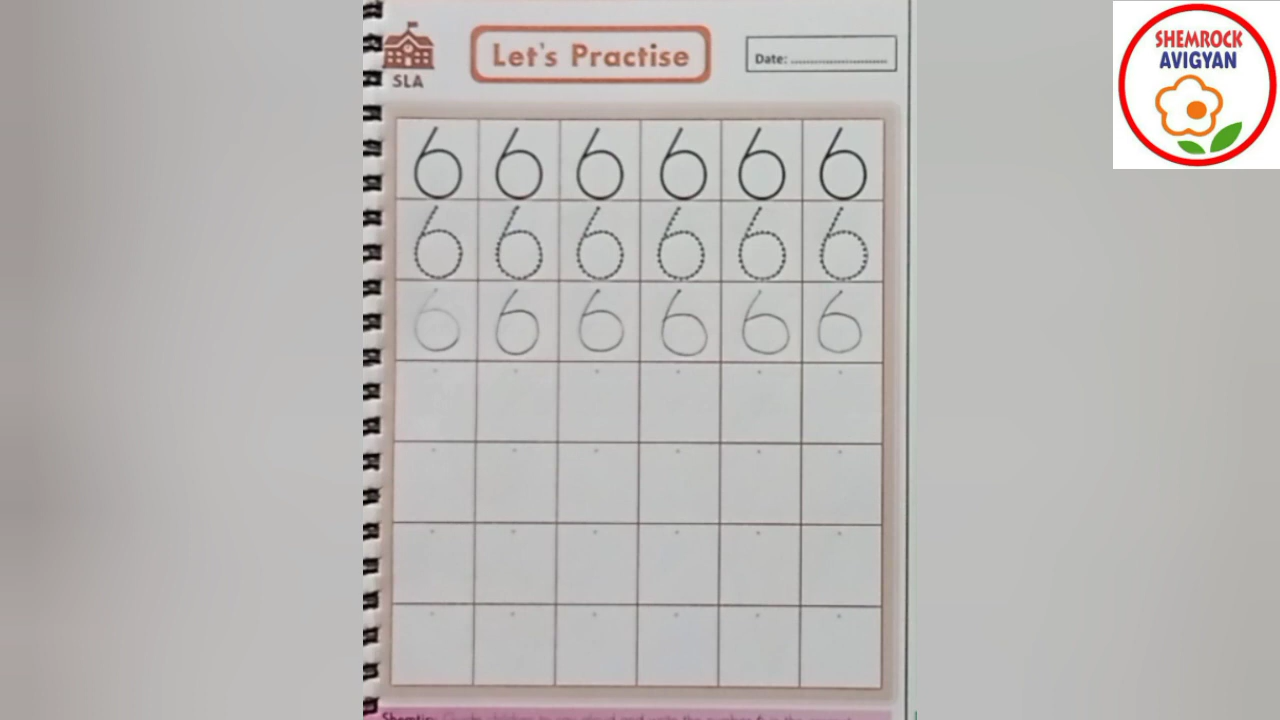 SHEMROCK
AVIGYAN
Let's Practise
Date: ..............................
SLA
6 6 6 6 6 6
6 6 6 6 6 6
6 6 6 6 6 6